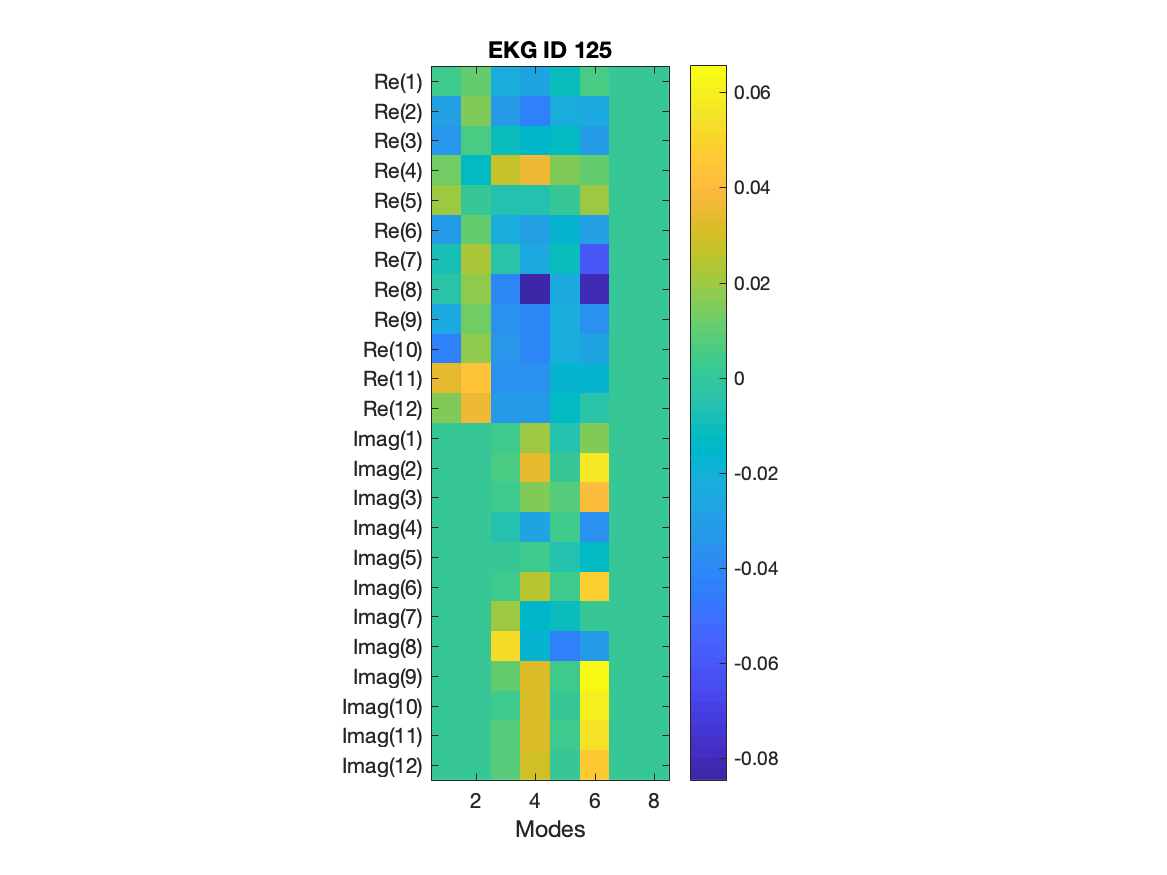 EKG ID 125
Re(1)
Re(2)
Re(3)
Re(4)
Re(5)
Re(6)
Re(7)
Re(8)
Re(9)
Re(10)
Re(11)
Re(12)
Imag(1)
Imag(2)
Imag(3)
Imag(4)
Imag(5)
Imag(6)
Imag(7)
Imag(8)
Imag(9)
Imag(10)
Imag(11)
Imag(12)
2 4 6 8
Modes
0.06
0.04
0.02
0
-0.02
-0.04
-0.06
-0.08